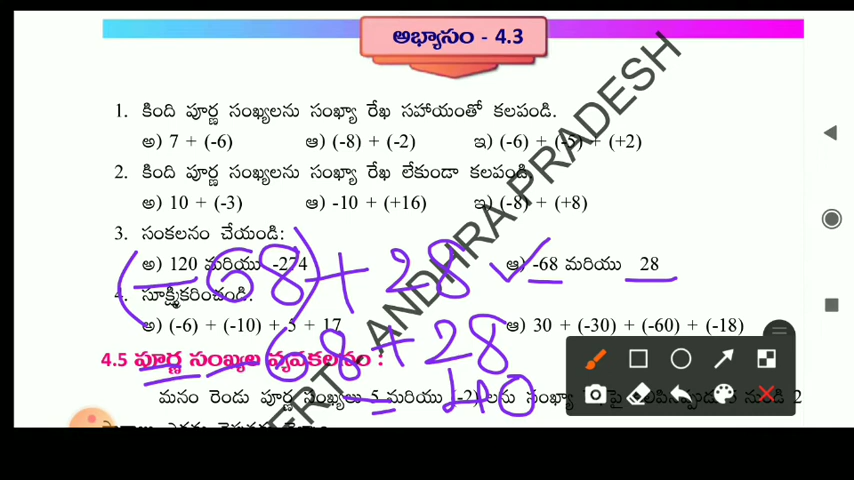 అభ్యాసం - 4.3
1. కింది పూర్ణ సంఖ్యలను సంఖ్యా రేఖ సహాయంతో కలపండి.
అ) 7 + (-6) ఆ) (-8) + (-2) ఇ) (-6) + (-5) + (+2)
2. కింది పూర్ణ సంఖ్యలను సంఖ్యా రేఖ లేకుండా కలపండి
అ) 10 + (-3) ఆ) -10 + (+16) ఇ) (-8) + (+8)
3. సంకలనం చేయండి:
అ) 120 మరియు -274 ఆ) -68 మరియు 28
(-68) + 28
4. సూక్ష్మీకరించండి:
అ) (-6) + (-10) + 5 + 17 ఆ) 30 + (-30) + (-60) + (-18)
= -68 + 28
4.5 పూర్ణ సంఖ్యల వ్యవకలనం :
మనం రెండు పూర్ణ సంఖ్యలు 5 మరియు (-2) లను సంఖ్యా 2
= 40
ANDHRA PRADESH